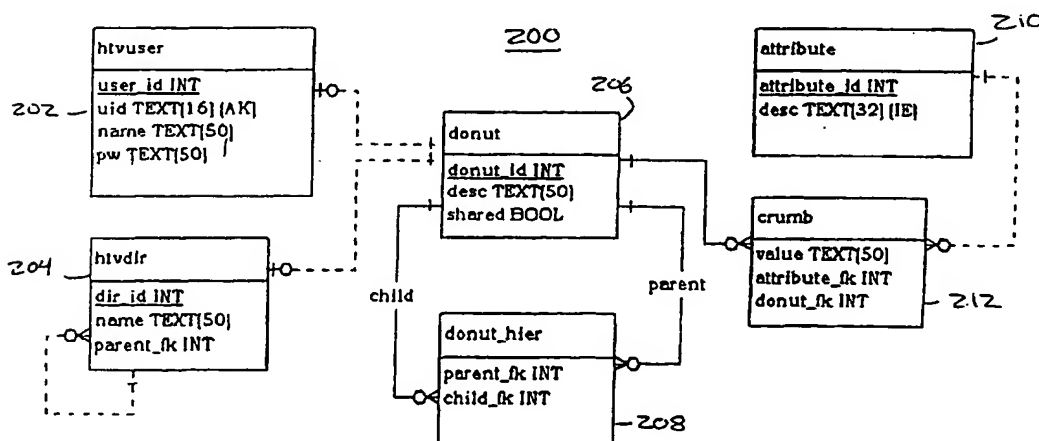 200
htvuser
user_id INT
uid TEXT[16] (AK)
name TEXT[50]
pw TEXT[50]
202
htvdir
dir_id INT
name TEXT[50]
parent_fk INT
204
donut
donut_id INT
desc TEXT[50]
shared BOOL
206
child
parent
donut_hier
parent_fk INT
child_fk INT
208
attribute
attribute_id INT
desc TEXT[32] (IE)
210
crumb
value TEXT[50]
attribute_fk INT
donut_fk INT
212